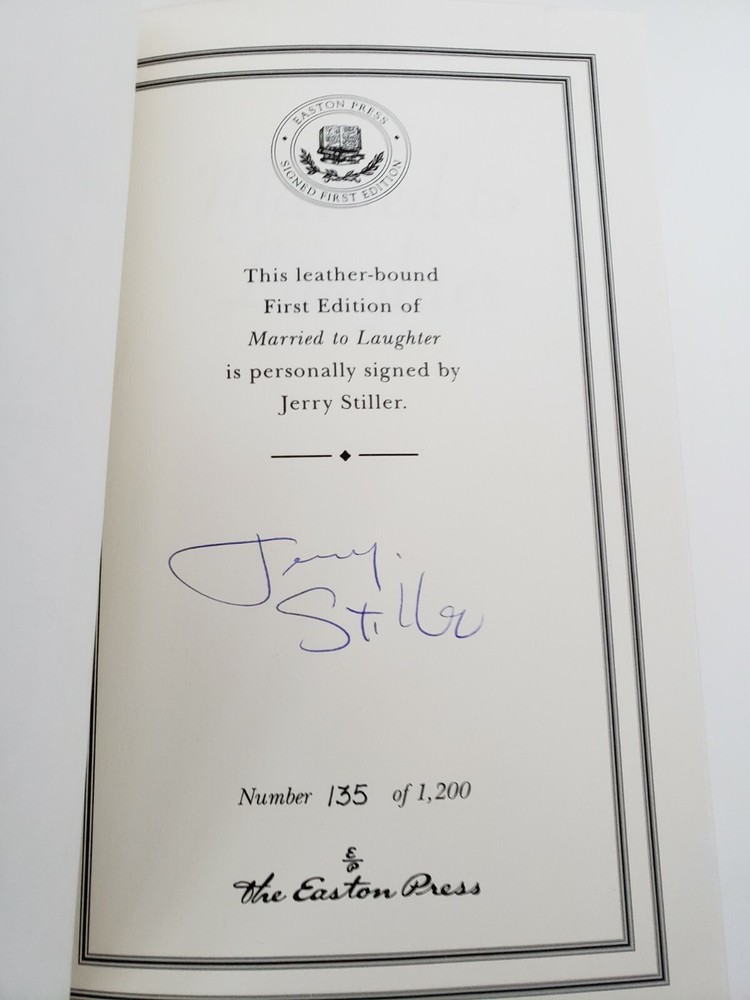 EASTON PRESS
SIGNED FIRST EDITION
This leather-bound
First Edition of
Married to Laughter
is personally signed by
Jerry Stiller.
Jerry
Stiller
Number 135 of 1,200
E
P
The Easton Press